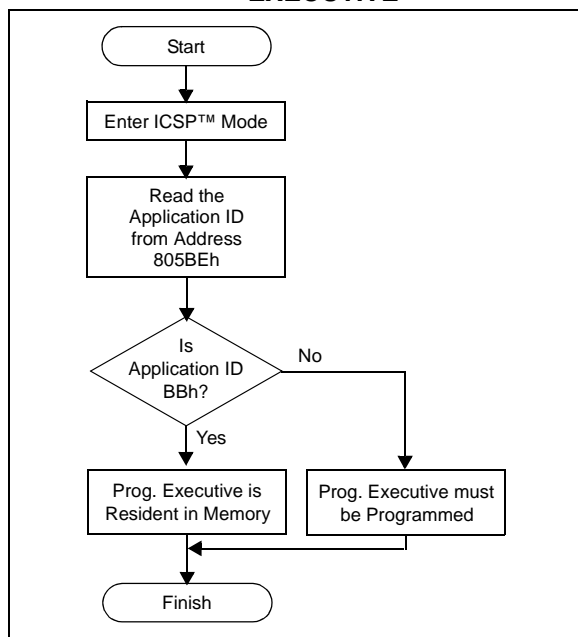 Start
Enter ICSP™ Mode
Read the
Application ID
from Address
805BEh
Is
Application ID
BBh?
No
Yes
Prog. Executive is
Resident in Memory
Prog. Executive must
be Programmed
Finish